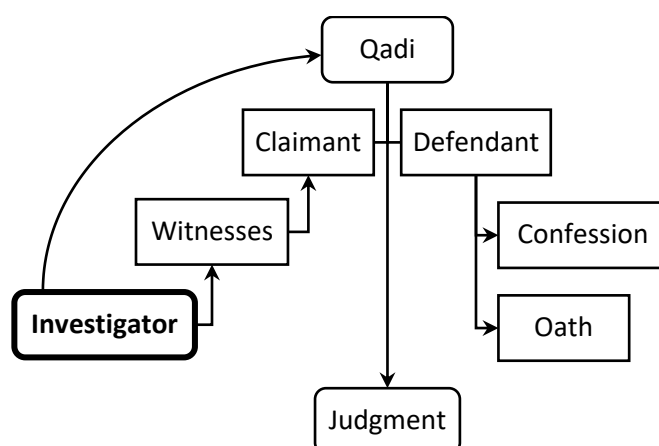 Qadi
Claimant
Defendant
Witnesses
Confession
Investigator
Oath
Judgment